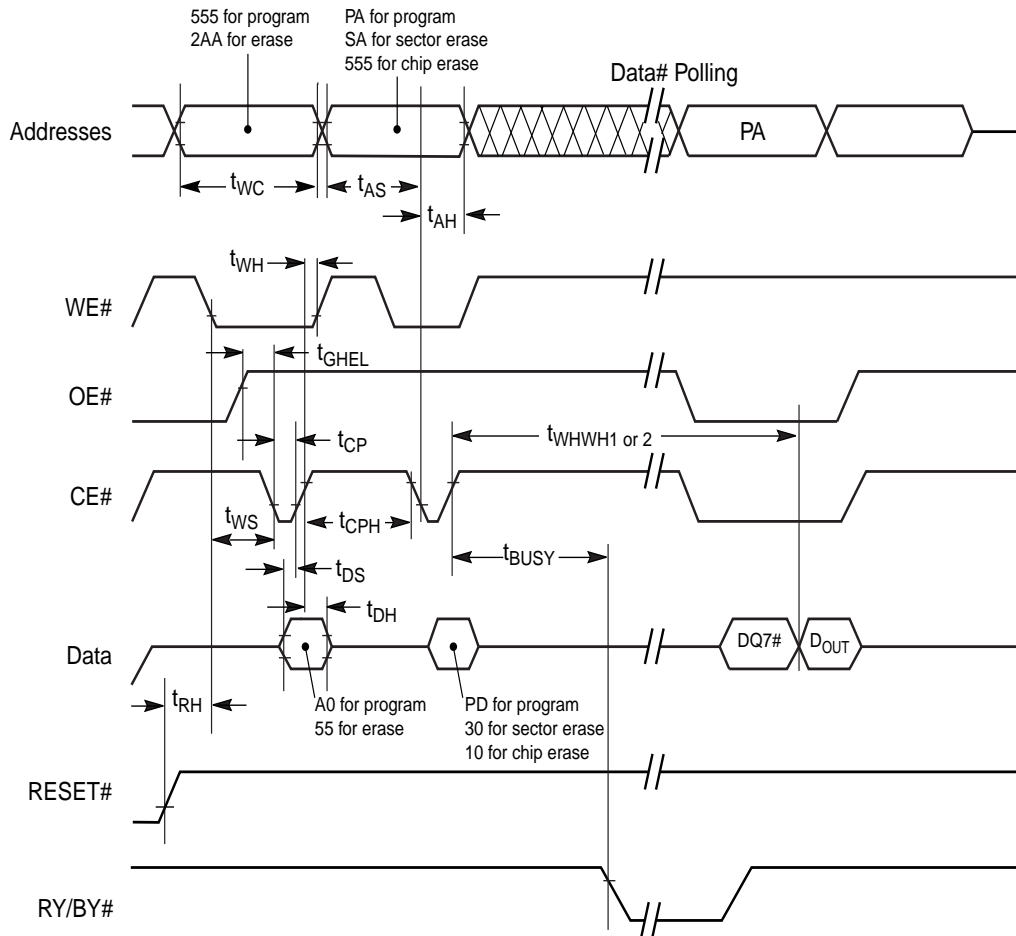 555 for program
2AA for erase
PA for program
SA for sector erase
555 for chip erase
Data# Polling
Addresses
PA
tWC
tAS
tAH
tWH
WE#
tGHEL
OE#
tCP
tWHWH1 or 2
CE#
tWS
tCPH
tBUSY
tDS
tDH
Data
DQ7#
DOUT
tRH
A0 for program
55 for erase
PD for program
30 for sector erase
10 for chip erase
RESET#
RY/BY#